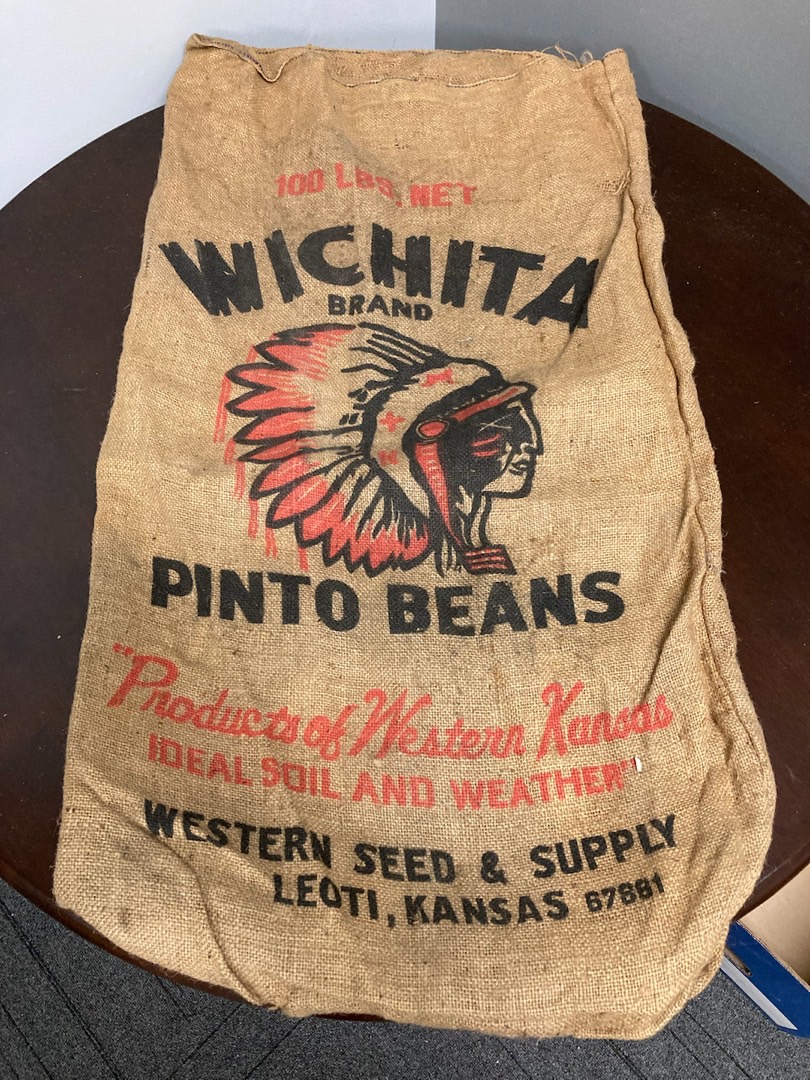 100 LBS. NET
WICHITA
BRAND
PINTO BEANS
"Products of Western Kansas
IDEAL SOIL AND WEATHER"
WESTERN SEED & SUPPLY
LEOTI, KANSAS 67861